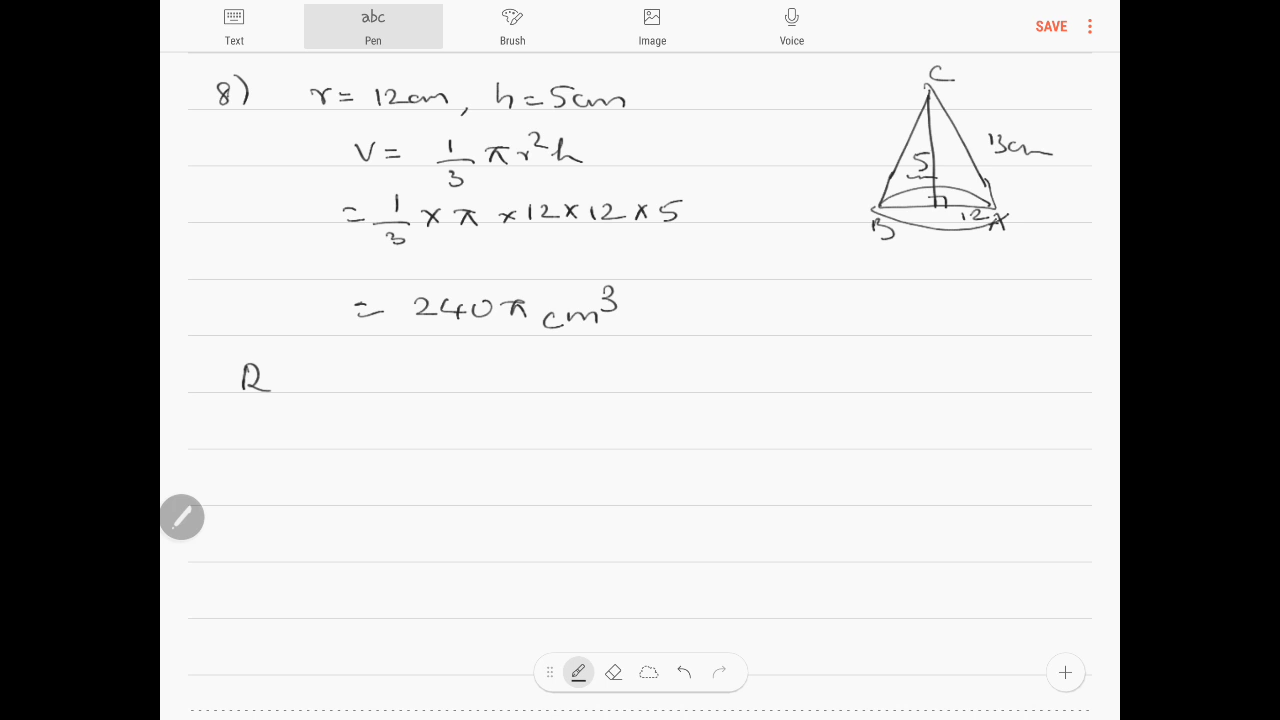 Text
abc
Pen
Brush
Image
Voice
SAVE
8) r = 12cm, h = 5cm
V = 1/3 π r²h
= 1/3 × π × 12 × 12 × 5
= 240π cm³
R
C
13cm
5
12
B
A